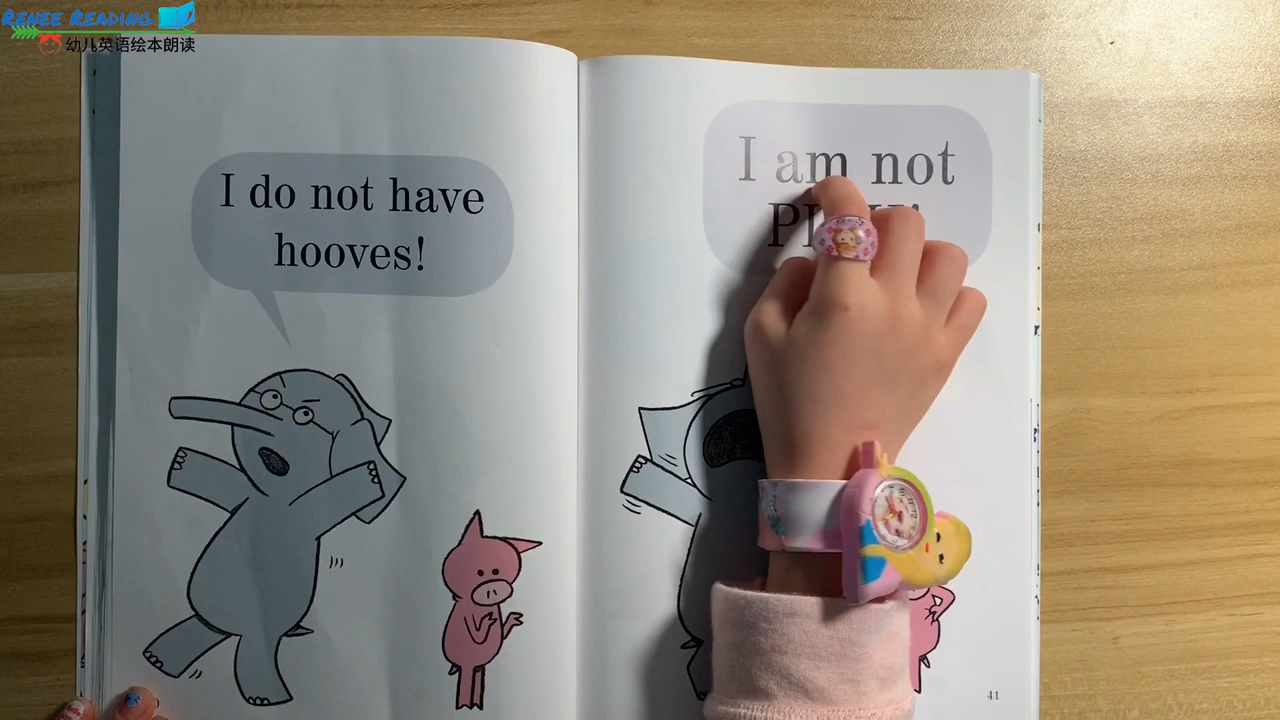 RENEE READING
幼儿英语绘本朗读
I do not have
hooves!
I am not
41